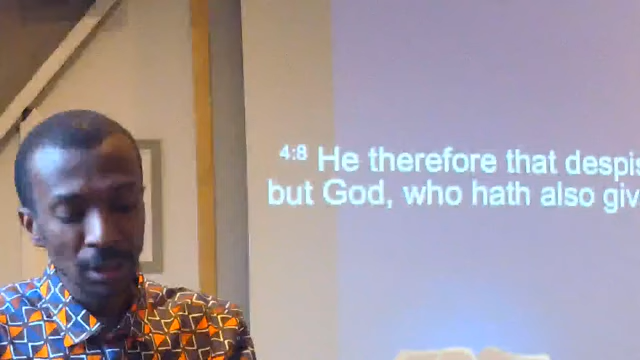 4:8 He therefore that despis
but God, who hath also giv